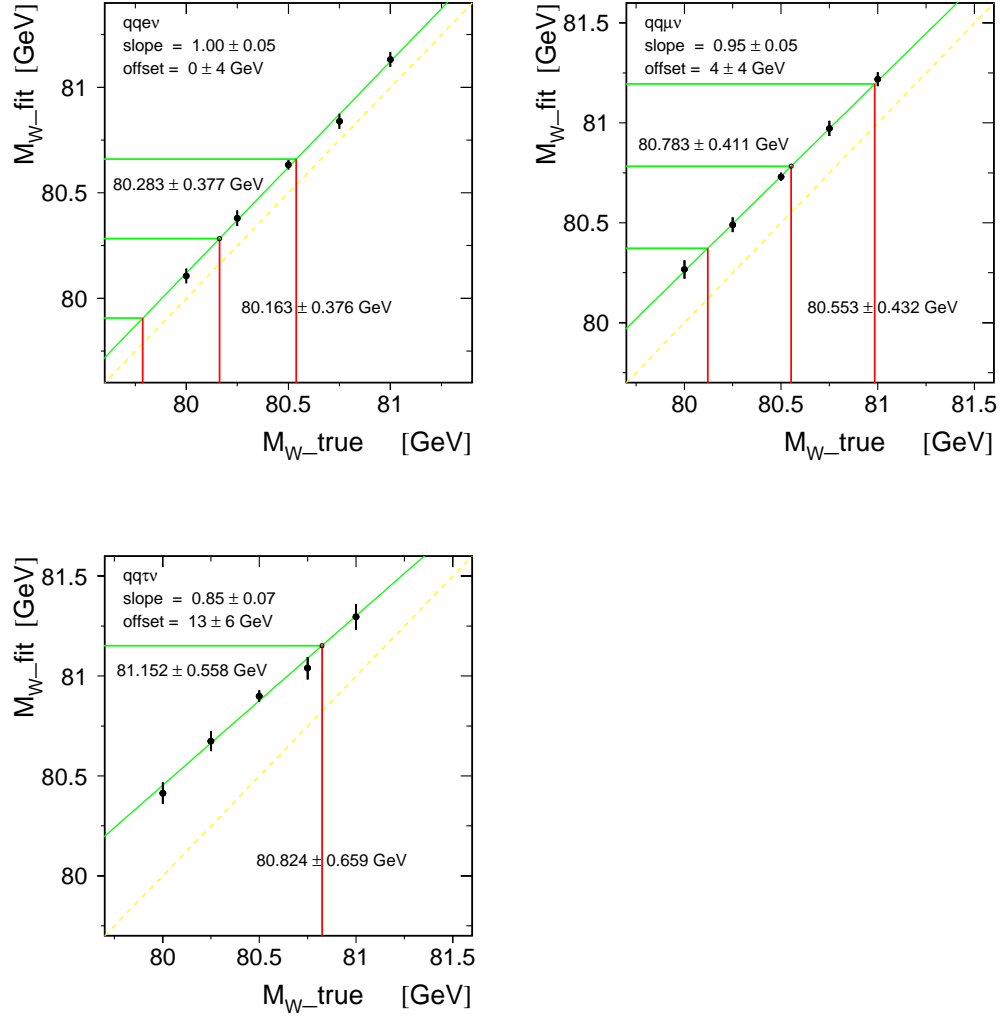 qqeν
slope = 1.00 ± 0.05
offset = 0 ± 4 GeV
M_W_fit [GeV]
81
80.5
80
80.283 ± 0.377 GeV
80.163 ± 0.376 GeV
80 80.5 81
M_W_true [GeV]
qqμν
slope = 0.95 ± 0.05
offset = 4 ± 4 GeV
M_W_fit [GeV]
81.5
81
80.5
80
80.783 ± 0.411 GeV
80.553 ± 0.432 GeV
80 80.5 81 81.5
M_W_true [GeV]
qqτν
slope = 0.85 ± 0.07
offset = 13 ± 6 GeV
M_W_fit [GeV]
81.5
81
80.5
80
81.152 ± 0.558 GeV
80.824 ± 0.659 GeV
80 80.5 81 81.5
M_W_true [GeV]